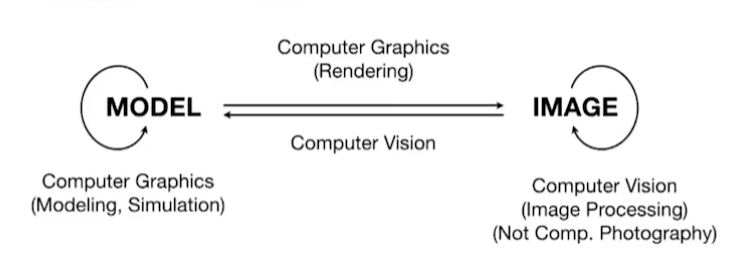 Computer Graphics
(Rendering)
MODEL
IMAGE
Computer Vision
Computer Graphics
(Modeling, Simulation)
Computer Vision
(Image Processing)
(Not Comp. Photography)